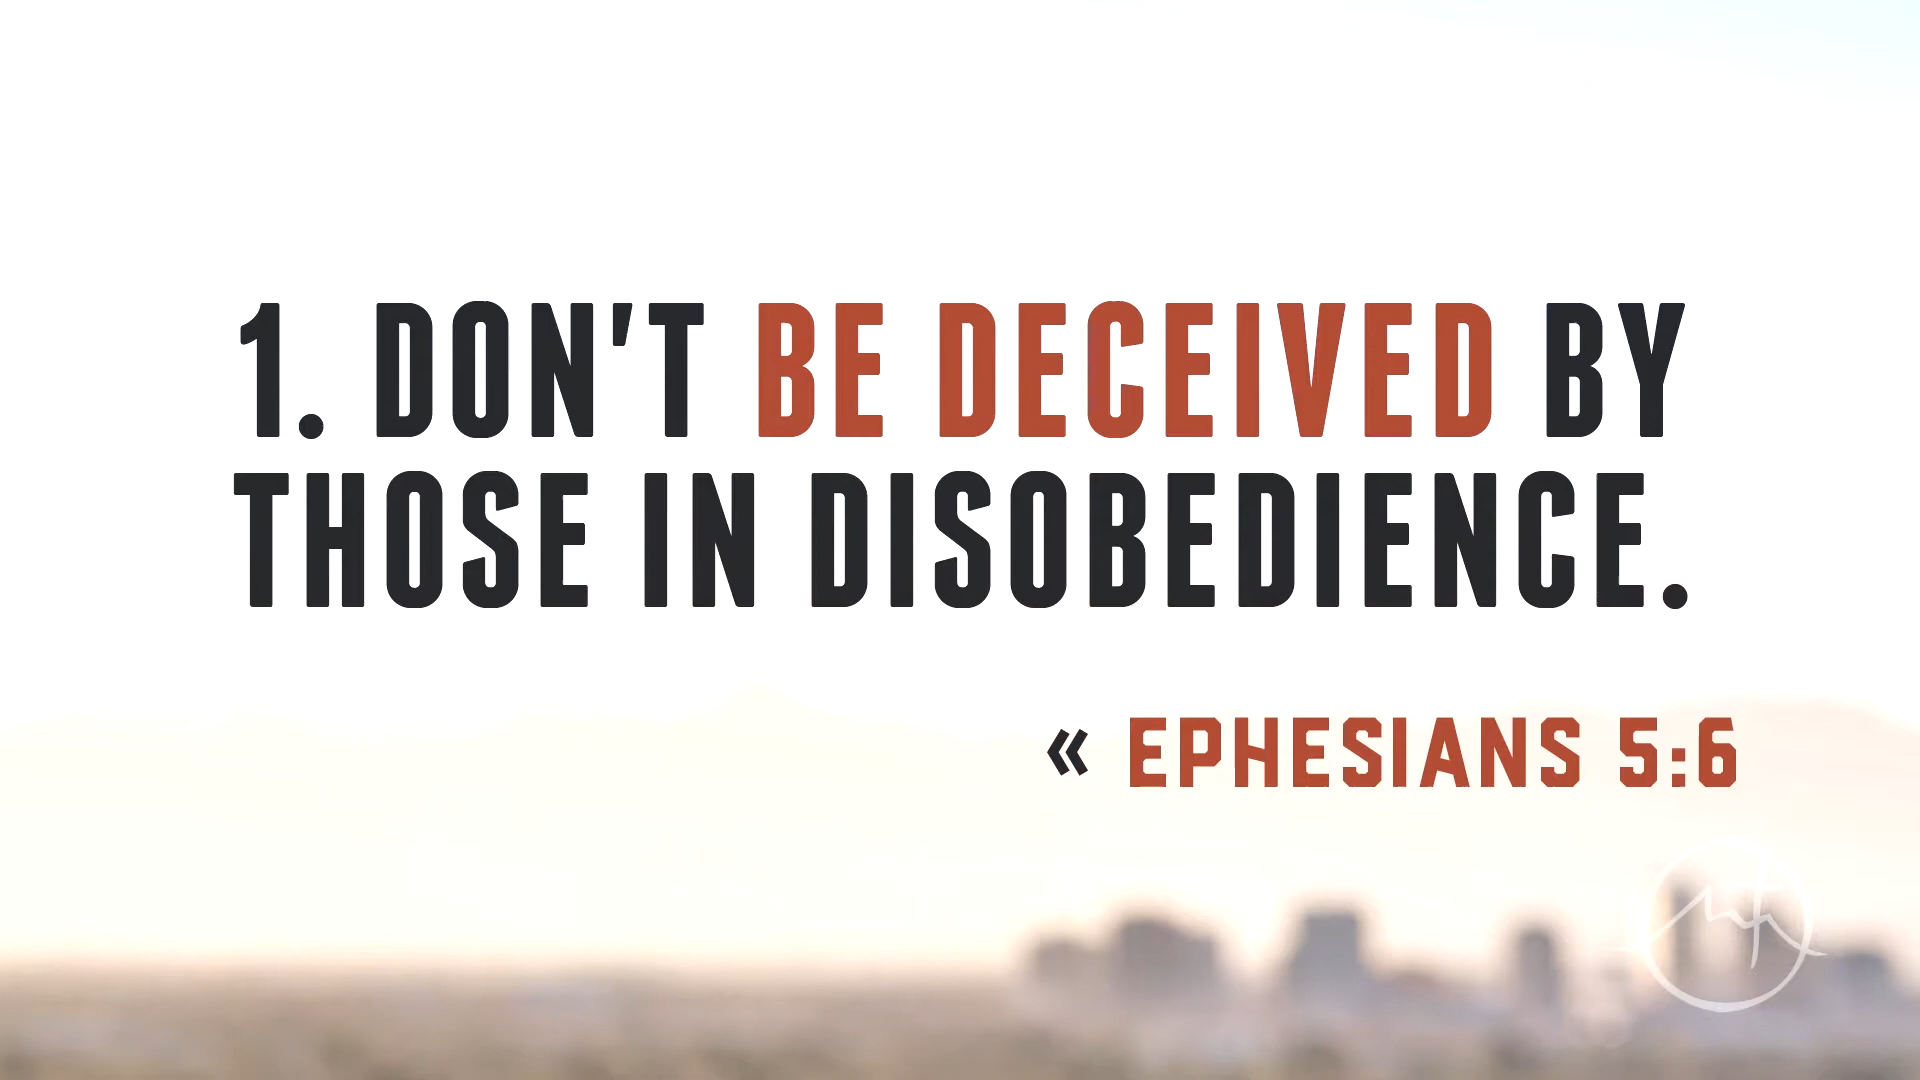 1. DON'T BE DECEIVED BY
THOSE IN DISOBEDIENCE.
« EPHESIANS 5:6